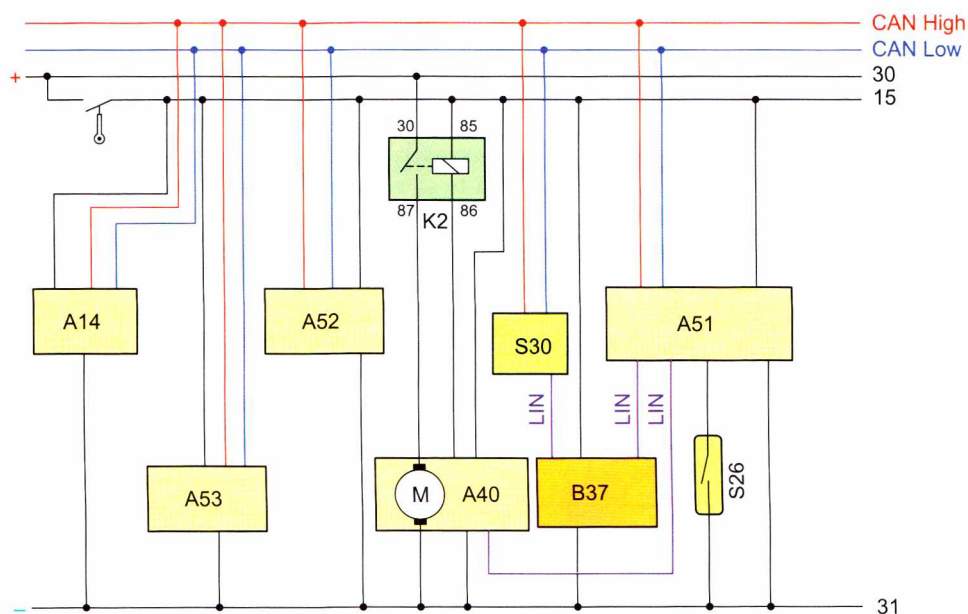 CAN High
CAN Low
+
30
15
30 85
87 86
K2
A14
A52
S30
A51
LIN
LIN
LIN
S26
A53
M
A40
B37
–
31